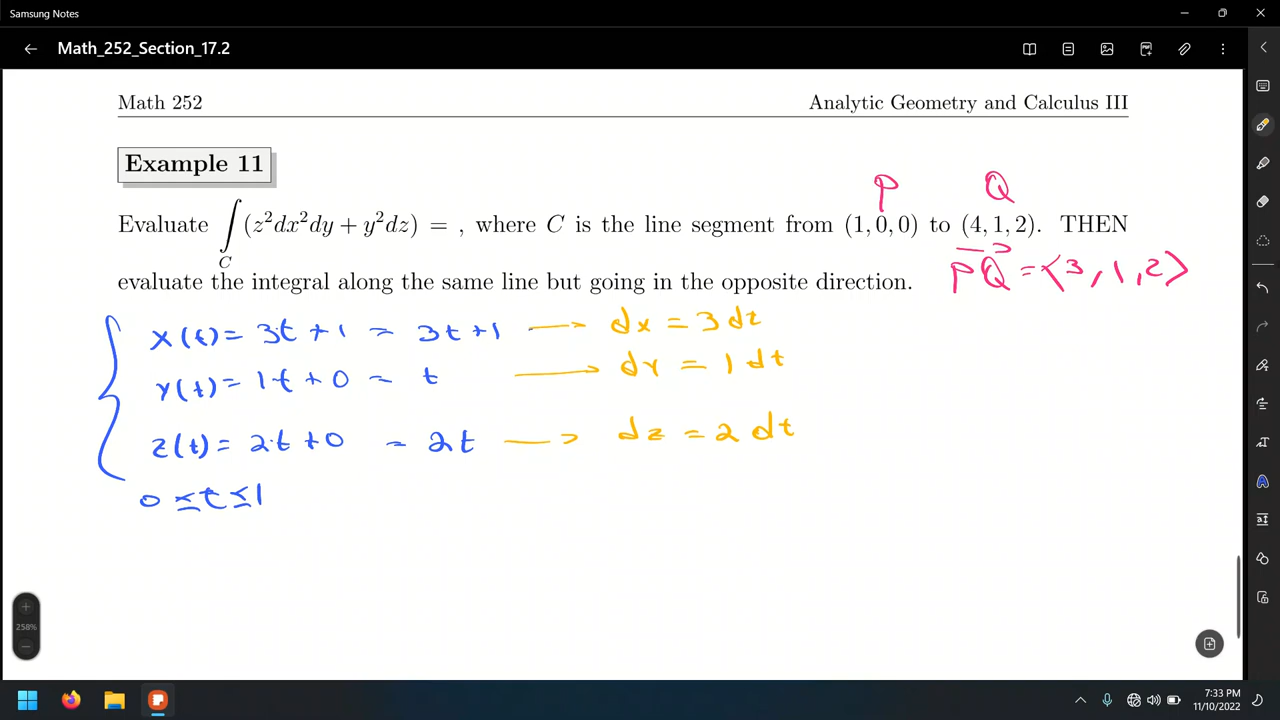 Samsung Notes
Math_252_Section_17.2
Math 252 Analytic Geometry and Calculus III
Example 11
P Q
Evaluate ∫_C (z²dx²dy + y²dz) = , where C is the line segment from (1, 0, 0) to (4, 1, 2). THEN
evaluate the integral along the same line but going in the opposite direction. PQ⃗ = ⟨3, 1, 2⟩
x(t) = 3t + 1 = 3t + 1 → dx = 3 dt
y(t) = 1t + 0 = t → dy = 1 dt
z(t) = 2t + 0 = 2t → dz = 2 dt
0 ≤ t ≤ 1
258%
7:33 PM
11/10/2022